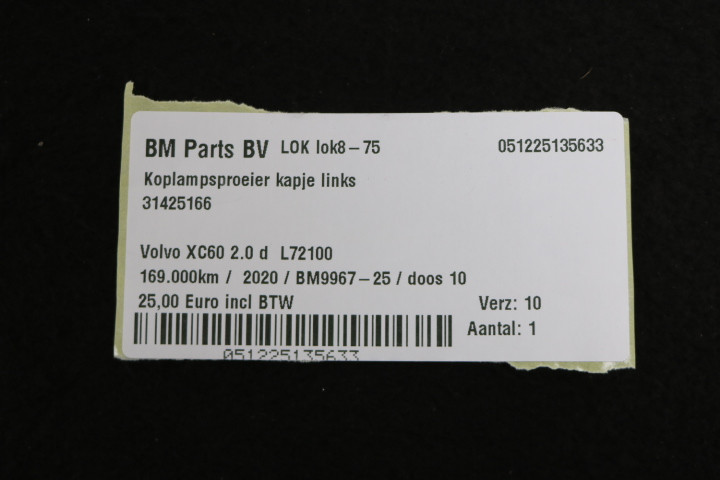 BM Parts BV LOK lok8-75 051225135633
Koplampsproeier kapje links
31425166
Volvo XC60 2.0 d L72100
169.000km / 2020 / BM9967-25 / doos 10
25,00 Euro incl BTW Verz: 10
Aantal: 1
051225135633